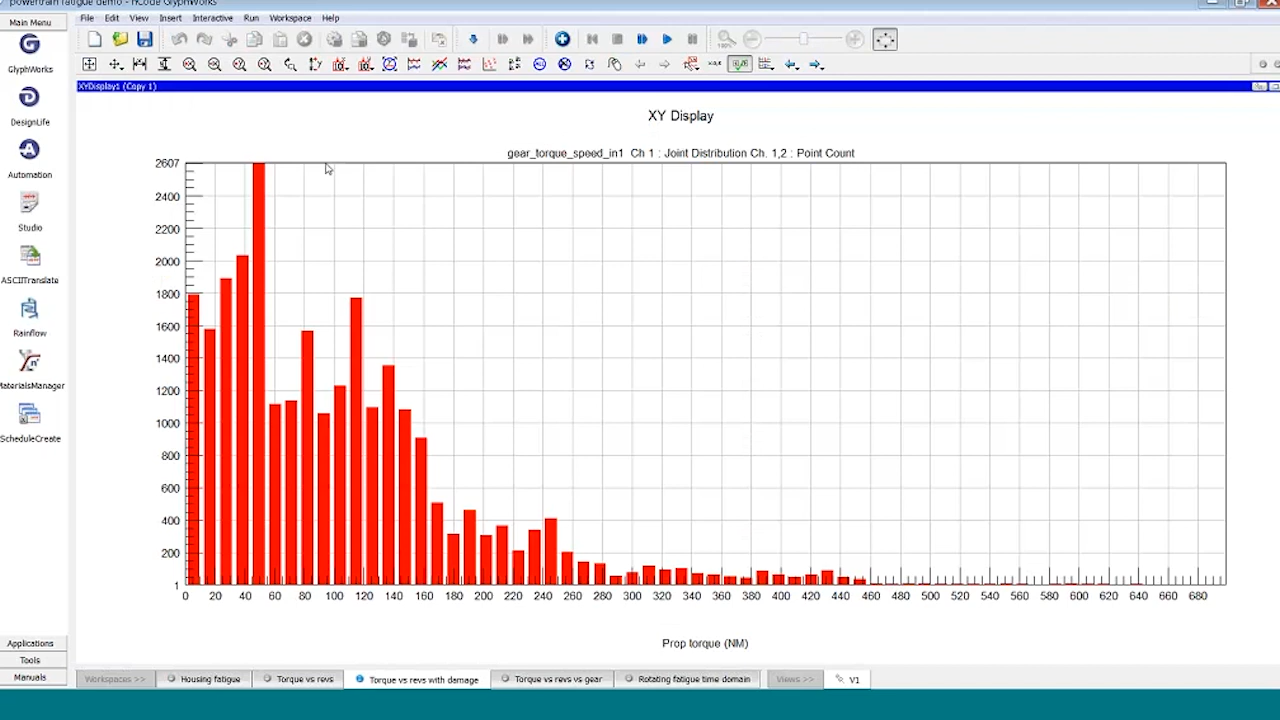 powertrain fatigue demo - nCode GlyphWorks
Main Menu
File Edit View Insert Interactive Run Workspace Help
GlyphWorks
DesignLife
Automation
Studio
ASCIITranslate
Rainflow
MaterialsManager
ScheduleCreate
Applications
Tools
Manuals
100%
XYDisplay1 (Copy 1)
XY Display
gear_torque_speed_in1 Ch 1 : Joint Distribution Ch. 1,2 : Point Count
2607
2400
2200
2000
1800
1600
1400
1200
1000
800
600
400
200
1
0 20 40 60 80 100 120 140 160 180 200 220 240 260 280 300 320 340 360 380 400 420 440 460 480 500 520 540 560 580 600 620 640 660 680
Prop torque (NM)
Workspaces >> Housing fatigue Torque vs revs Torque vs revs with damage Torque vs revs vs gear Rotating fatigue time domain Views >> V1